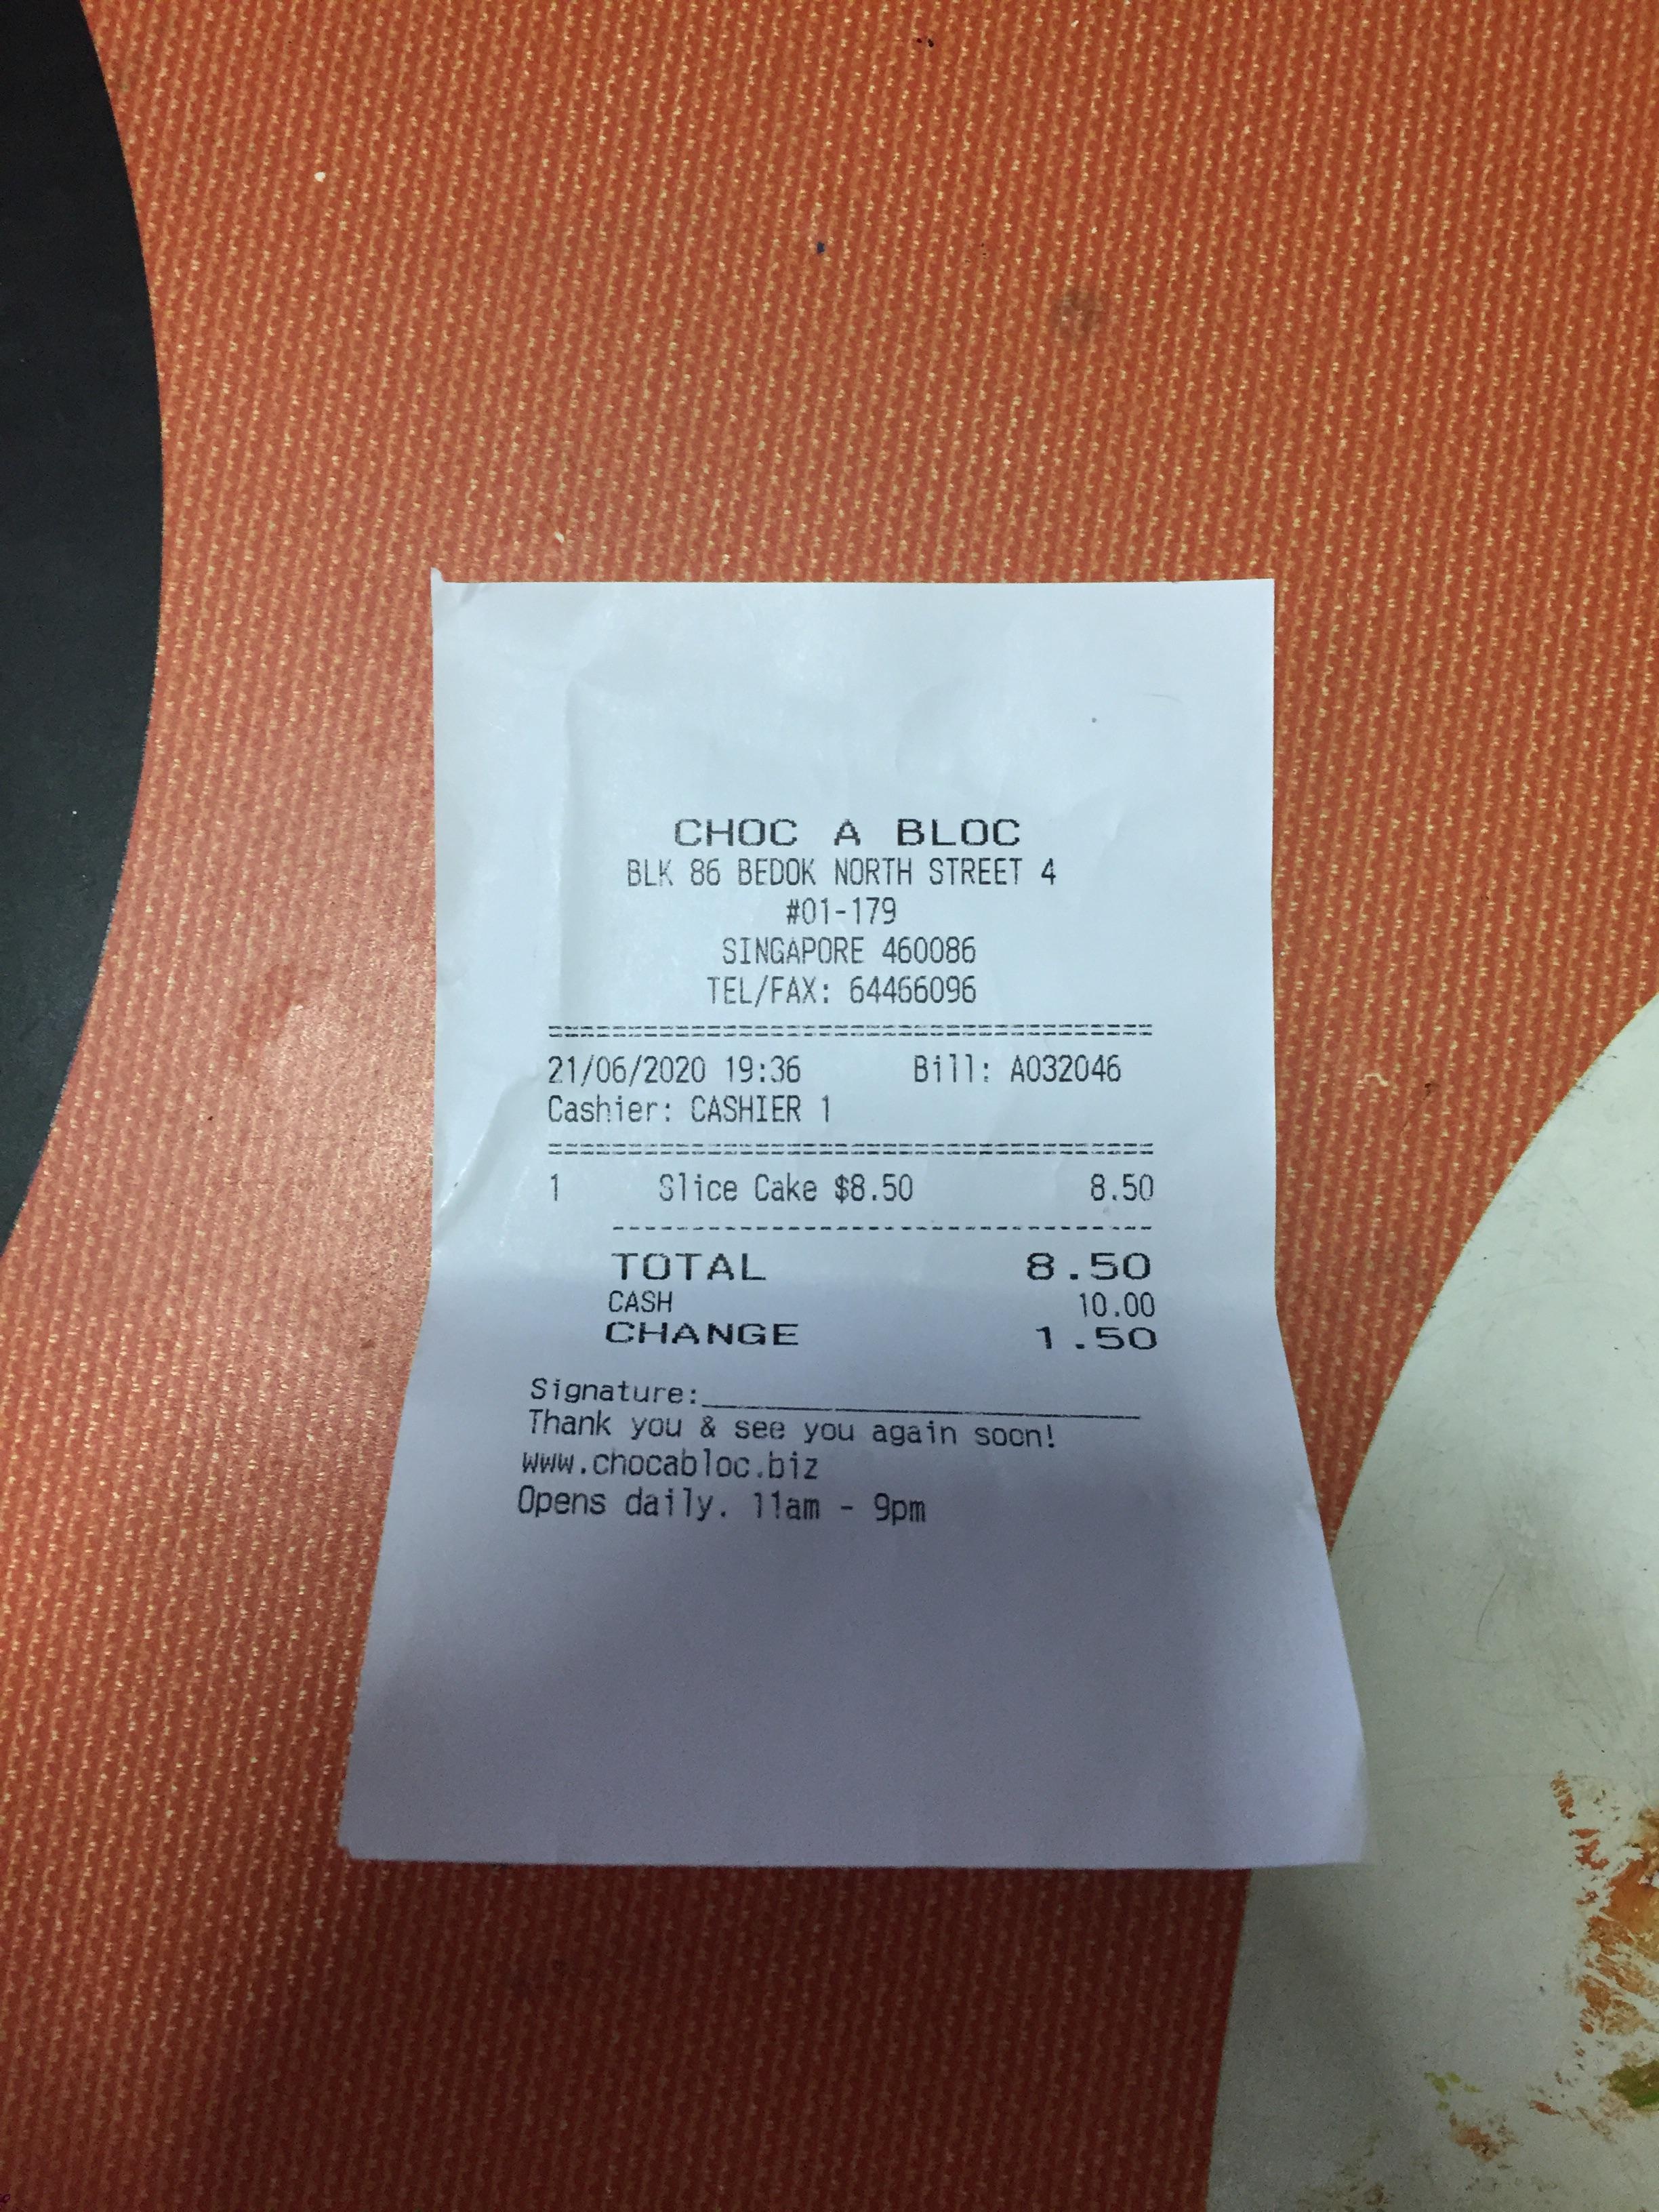 CHOC A BLOC
BLK 86 BEDOK NORTH STREET 4
#01-179
SINGAPORE 460086
TEL/FAX: 64466096
======================================
21/06/2020 19:36 Bill: A032046
Cashier: CASHIER 1
======================================
1 Slice Cake $8.50 8.50
----------------------------------
TOTAL 8.50
CASH 10.00
CHANGE 1.50
Signature:___________________________
Thank you & see you again soon!
www.chocabloc.biz
Opens daily. 11am - 9pm